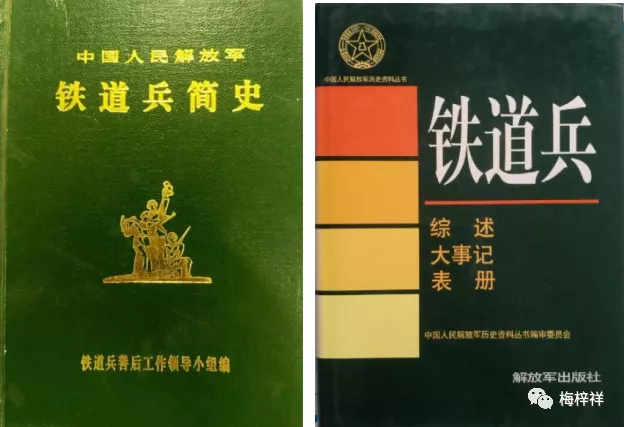 中国人民解放军
铁道兵简史
铁道兵善后工作领导小组编
中国人民解放军历史资料丛书
铁道兵
综述
大事记
表册
中国人民解放军历史资料丛书编审委员会
解放军出版社
梅梓祥